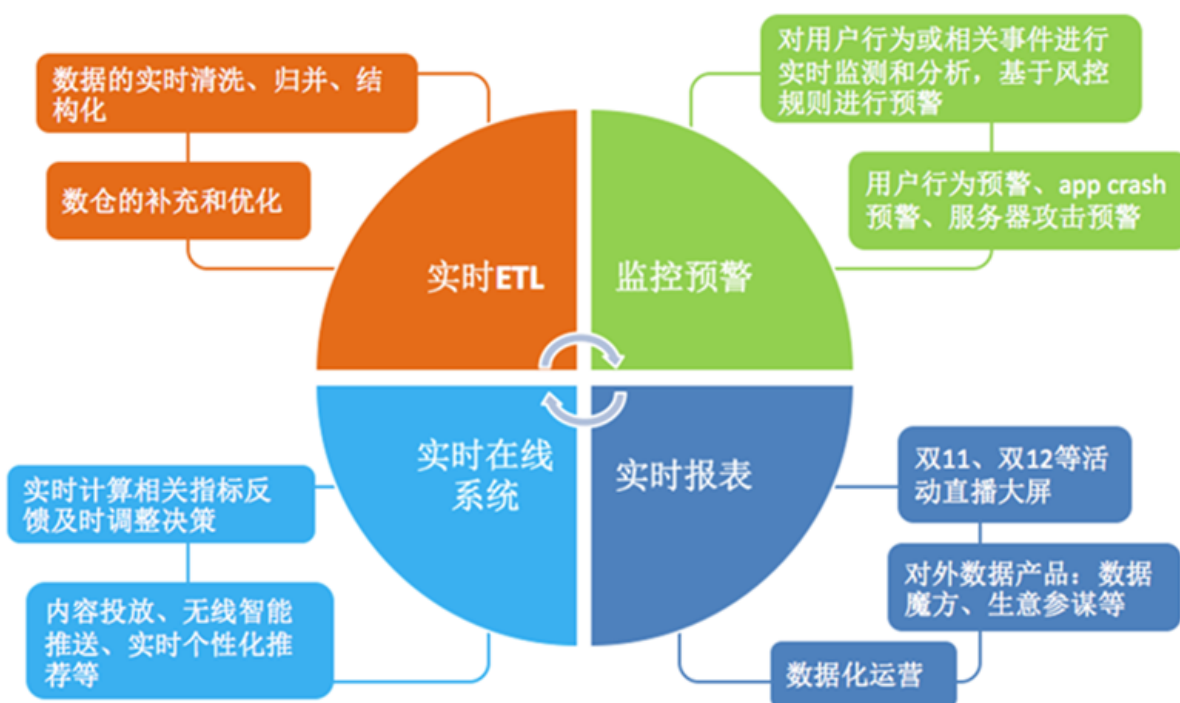 数据的实时清洗、归并、结
构化
数仓的补充和优化
实时ETL
对用户行为或相关事件进行
实时监测和分析，基于风控
规则进行预警
用户行为预警、app crash
预警、服务器攻击预警
监控预警
实时在线
系统
实时计算相关指标反
馈及时调整决策
内容投放、无线智能
推送、实时个性化推
荐等
实时报表
双11、双12等活
动直播大屏
对外数据产品：数据
魔方、生意参谋等
数据化运营